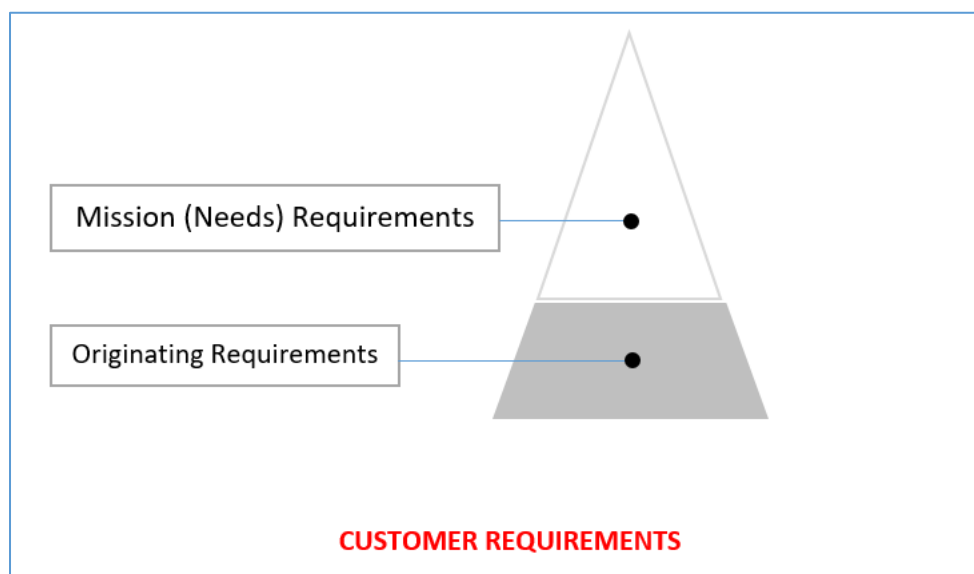 Mission (Needs) Requirements
Originating Requirements
CUSTOMER REQUIREMENTS